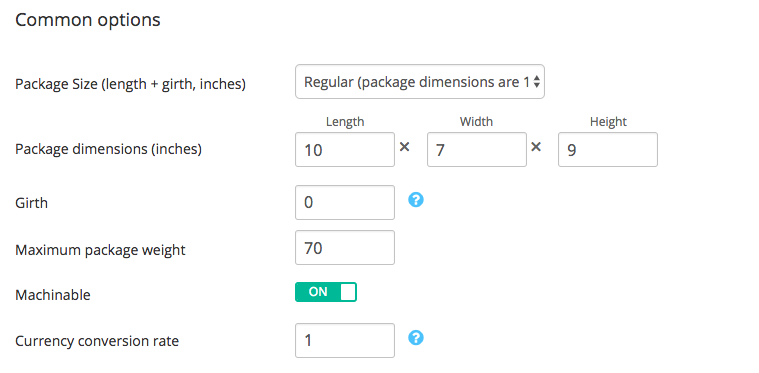 Common options
Package Size (length + girth, inches) Regular (package dimensions are 1
Length Width Height
Package dimensions (inches) 10 × 7 × 9
Girth 0 ?
Maximum package weight 70
Machinable ON
Currency conversion rate 1 ?